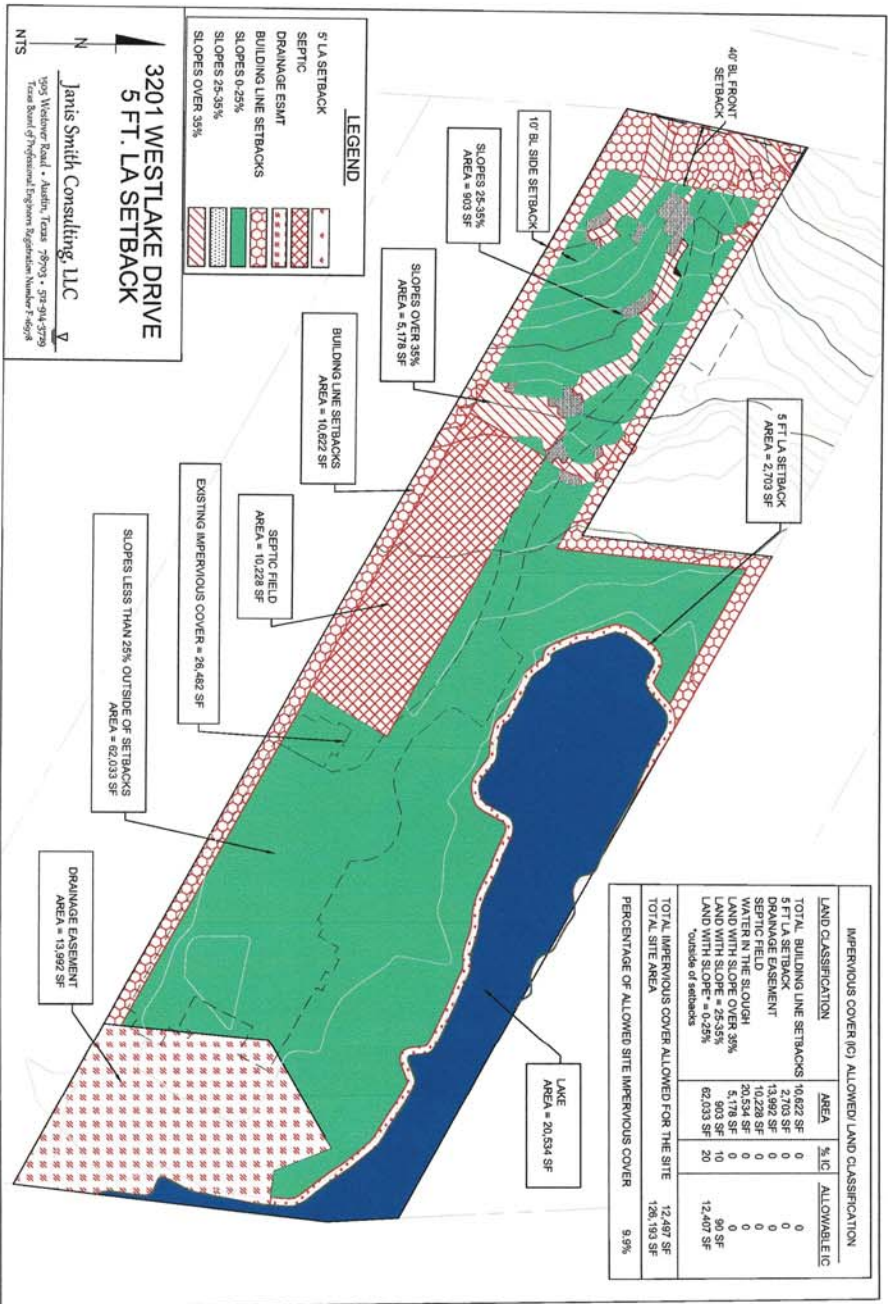 40' BL FRONT
SETBACK
10' BL SIDE SETBACK
SLOPES 25-35%
AREA = 903 SF
SLOPES OVER 35%
AREA = 5,178 SF
BUILDING LINE SETBACKS
AREA = 10,622 SF
SEPTIC FIELD
AREA = 10,228 SF
EXISTING IMPERVIOUS COVER = 26,482 SF
SLOPES LESS THAN 25% OUTSIDE OF SETBACKS
AREA = 62,033 SF
DRAINAGE EASEMENT
AREA = 13,992 SF
5 FT LA SETBACK
AREA = 2,703 SF
LAKE
AREA = 20,534 SF
IMPERVIOUS COVER (IC) ALLOWED/ LAND CLASSIFICATION
LAND CLASSIFICATION AREA % IC ALLOWABLE IC
TOTAL BUILDING LINE SETBACKS 10,622 SF 0 0
5 FT LA SETBACK 2,703 SF 0 0
DRAINAGE EASEMENT 13,992 SF 0 0
SEPTIC FIELD 10,228 SF 0 0
WATER IN THE SLOUGH 20,534 SF 0 0
LAND WITH SLOPE OVER 35% 5,178 SF 0 0
LAND WITH SLOPE = 25-35% 903 SF 10 90 SF
LAND WITH SLOPE* = 0-25% 62,033 SF 20 12,407 SF
*outside of setbacks
TOTAL IMPERVIOUS COVER ALLOWED FOR THE SITE 12,497 SF
TOTAL SITE AREA 126,193 SF
PERCENTAGE OF ALLOWED SITE IMPERVIOUS COVER 9.9%
LEGEND
5' LA SETBACK
SEPTIC
DRAINAGE ESMT
BUILDING LINE SETBACKS
SLOPES 0-25%
SLOPES 25-35%
SLOPES OVER 35%
3201 WESTLAKE DRIVE
5 FT. LA SETBACK
N
NTS
Janis Smith Consulting, LLC
1505 Westover Road • Austin, Texas 78703 • 512-914-3729
Texas Board of Professional Engineers Registration Number F-16978